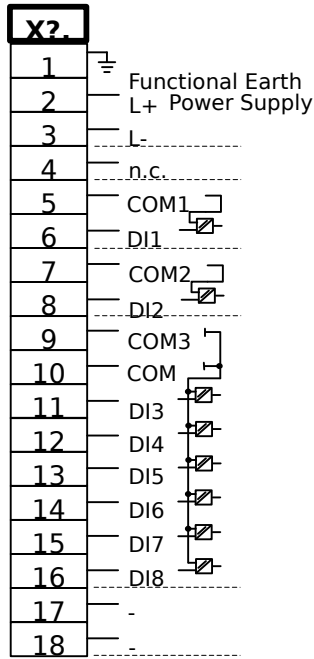 X?.
1
Functional Earth
2 L+ Power Supply
3 L-
4 n.c.
5 COM1
6 DI1
7 COM2
8 DI2
9 COM3
10 COM
11 DI3
12 DI4
13 DI5
14 DI6
15 DI7
16 DI8
17 -
18 -